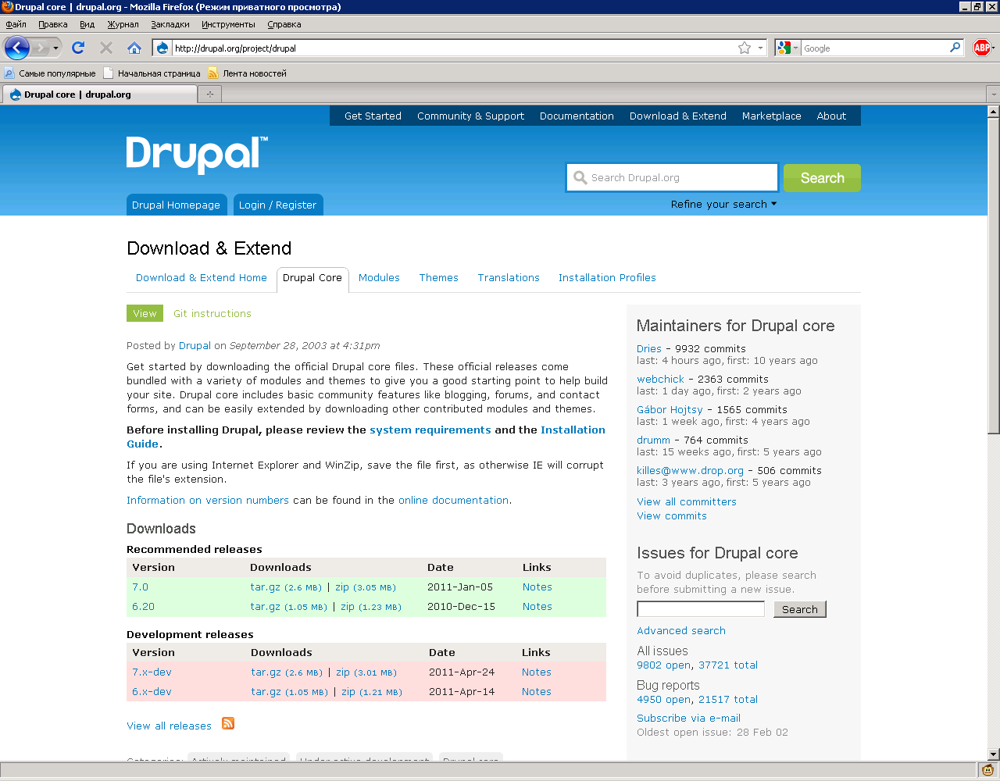 Drupal core | drupal.org - Mozilla Firefox (Режим приватного просмотра)
Файл Правка Вид Журнал Закладки Инструменты Справка
http://drupal.org/project/drupal
Google
ABP
Самые популярные Начальная страница Лента новостей
Drupal core | drupal.org
Get Started Community & Support Documentation Download & Extend Marketplace About
Drupal™
Search Drupal.org
Search
Drupal Homepage Login / Register
Refine your search
Download & Extend
Download & Extend Home Drupal Core Modules Themes Translations Installation Profiles
View Git instructions
Posted by Drupal on September 28, 2003 at 4:31pm
Get started by downloading the official Drupal core files. These official releases come
bundled with a variety of modules and themes to give you a good starting point to help build
your site. Drupal core includes basic community features like blogging, forums, and contact
forms, and can be easily extended by downloading other contributed modules and themes.
Before installing Drupal, please review the system requirements and the Installation
Guide.
If you are using Internet Explorer and WinZip, save the file first, as otherwise IE will corrupt
the file's extension.
Information on version numbers can be found in the online documentation.
Downloads
Recommended releases
Version Downloads Date Links
7.0 tar.gz (2.6 MB) | zip (3.05 MB) 2011-Jan-05 Notes
6.20 tar.gz (1.05 MB) | zip (1.23 MB) 2010-Dec-15 Notes
Development releases
Version Downloads Date Links
7.x-dev tar.gz (2.6 MB) | zip (3.01 MB) 2011-Apr-24 Notes
6.x-dev tar.gz (1.05 MB) | zip (1.21 MB) 2011-Apr-14 Notes
View all releases
Categories: Actively maintained Under active development Drupal core
Maintainers for Drupal core
Dries - 9932 commits
last: 4 hours ago, first: 10 years ago
webchick - 2363 commits
last: 1 day ago, first: 2 years ago
Gábor Hojtsy - 1565 commits
last: 1 week ago, first: 4 years ago
drumm - 764 commits
last: 15 weeks ago, first: 5 years ago
killes@www.drop.org - 506 commits
last: 3 years ago, first: 5 years ago
View all committers
View commits
Issues for Drupal core
To avoid duplicates, please search
before submitting a new issue.
Search
Advanced search
All issues
9802 open, 37721 total
Bug reports
4950 open, 21517 total
Subscribe via e-mail
Oldest open issue: 28 Feb 02